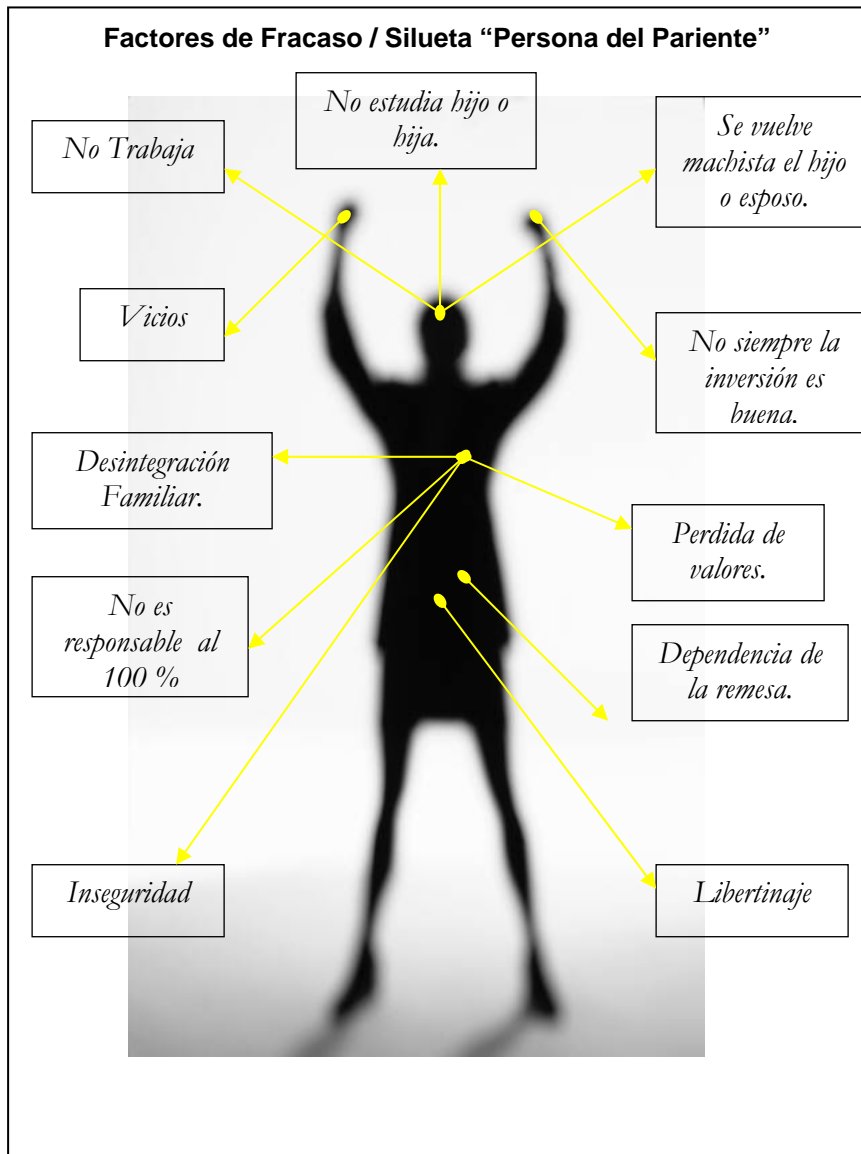 Factores de Fracaso / Silueta “Persona del Pariente”
No estudia hijo o
hija.
No Trabaja
Se vuelve
machista el hijo
o esposo.
Vicios
No siempre la
inversión es
buena.
Desintegración
Familiar.
Perdida de
valores.
No es
responsable al
100 %
Dependencia de
la remesa.
Inseguridad
Libertinaje